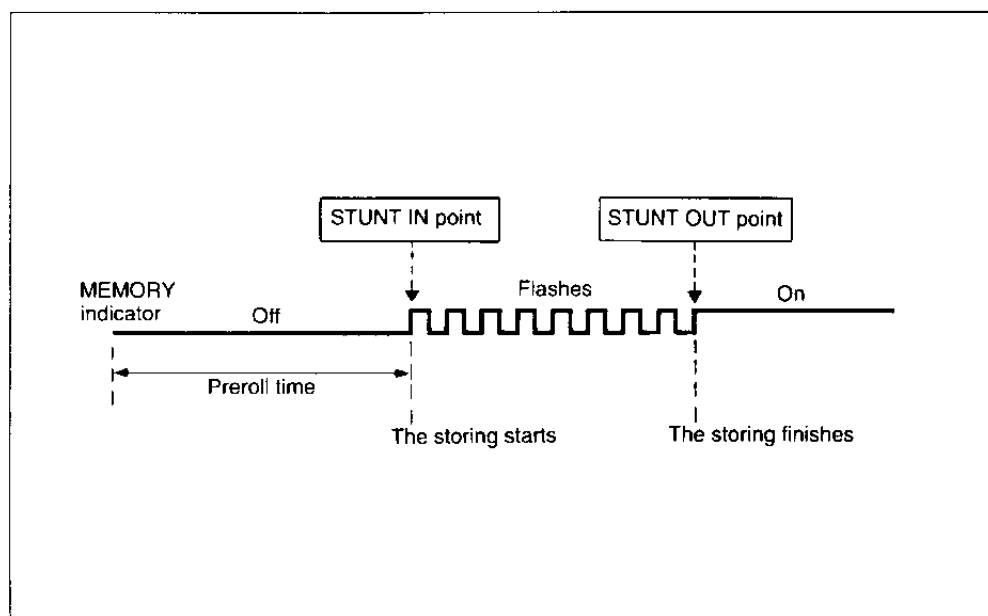 STUNT IN point
STUNT OUT point
MEMORY
indicator
Off
Flashes
On
Preroll time
The storing starts
The storing finishes